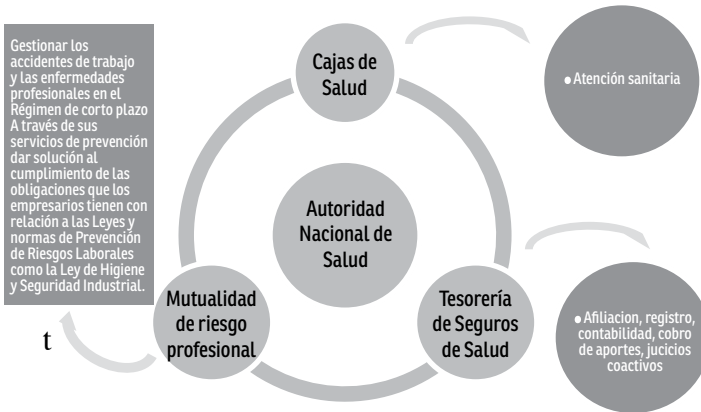 Gestionar los
accidentes de trabajo
y las enfermedades
profesionales en el
Régimen de corto plazo
A través de sus
servicios de prevención
dar solución al
cumplimiento de las
obligaciones que los
empresarios tienen con
relación a las Leyes y
normas de Prevención
de Riesgos Laborales
como la Ley de Higiene
y Seguridad Industrial.
Cajas de
Salud
• Atención sanitaria
Autoridad
Nacional de
Salud
Mutualidad
de riesgo
profesional
Tesorería
de Seguros
de Salud
• Afiliacion, registro,
contabilidad, cobro
de aportes, jucicios
coactivos
t